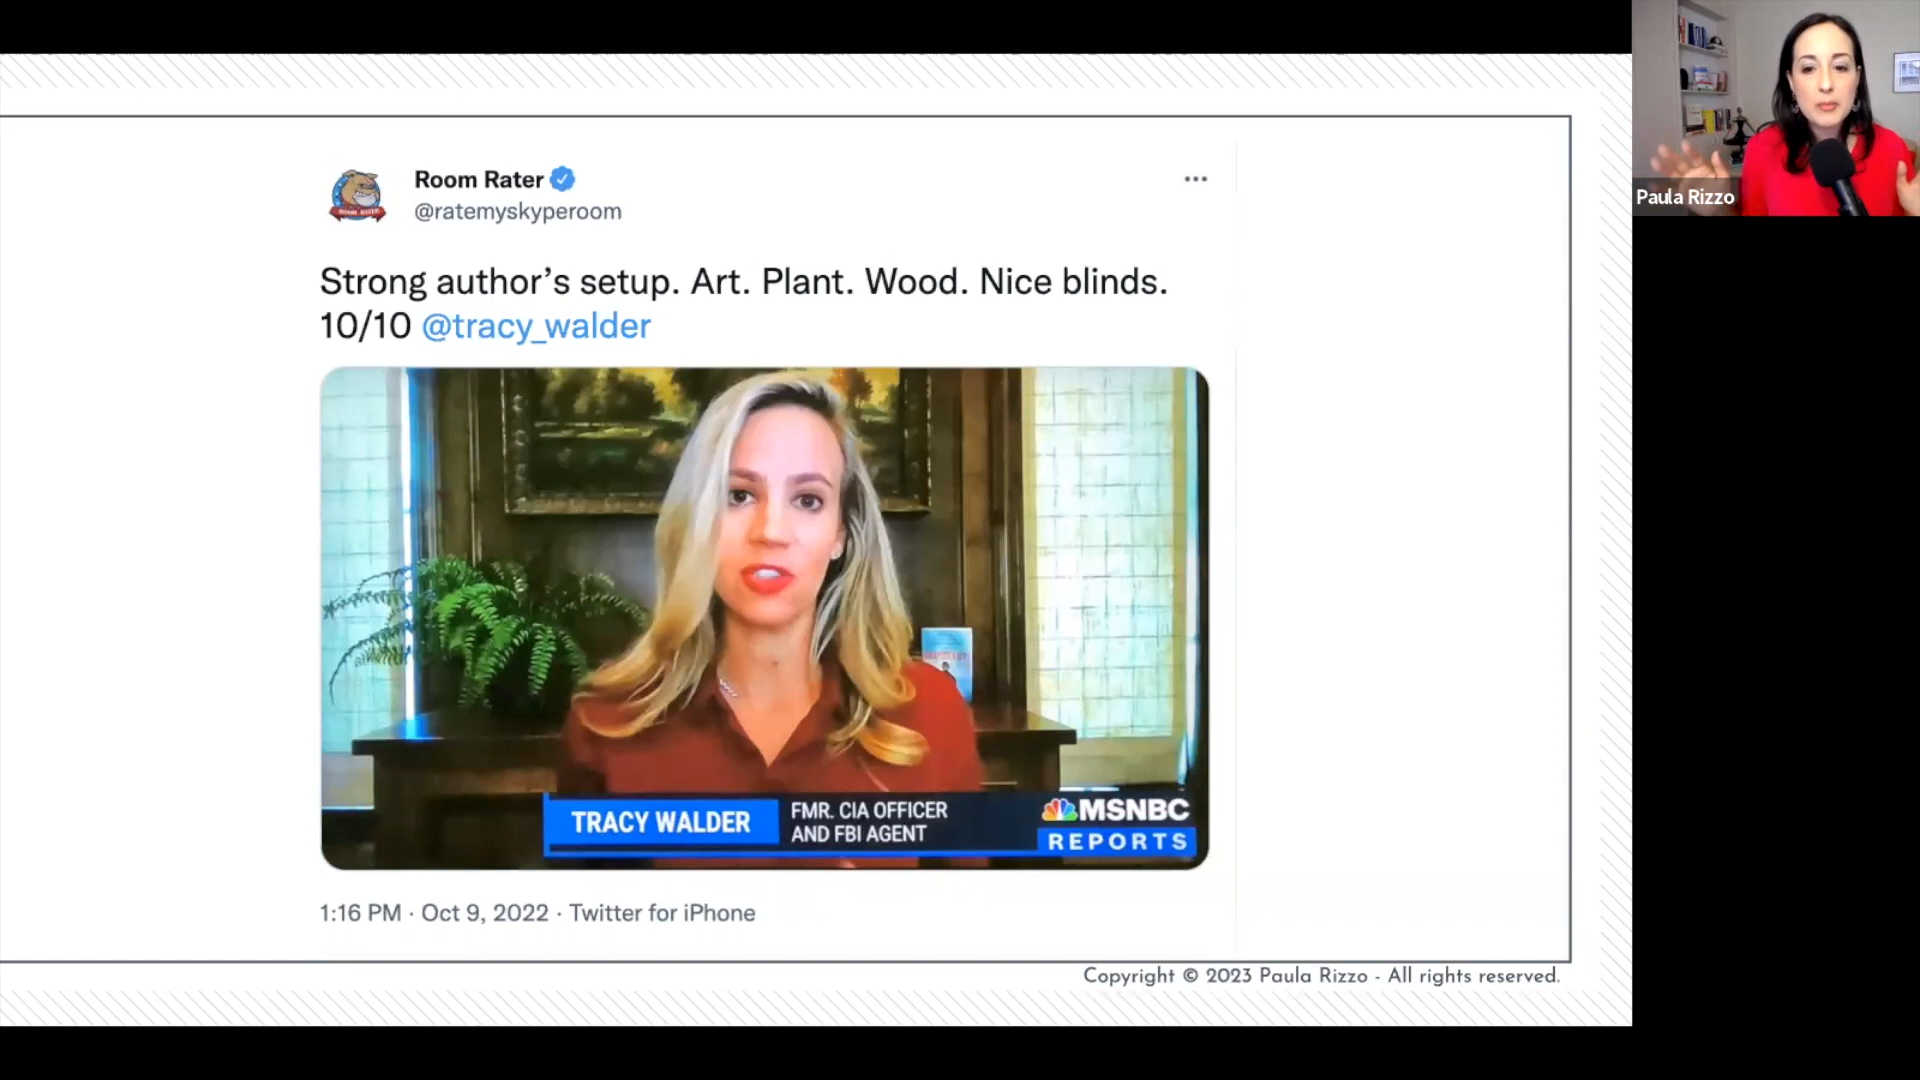 Room Rater
@ratemyskyperoom
Strong author’s setup. Art. Plant. Wood. Nice blinds.
10/10 @tracy_walder
TRACY WALDER
FMR. CIA OFFICER
AND FBI AGENT
MSNBC
REPORTS
1:16 PM · Oct 9, 2022 · Twitter for iPhone
Copyright © 2023 Paula Rizzo - All rights reserved.
Paula Rizzo